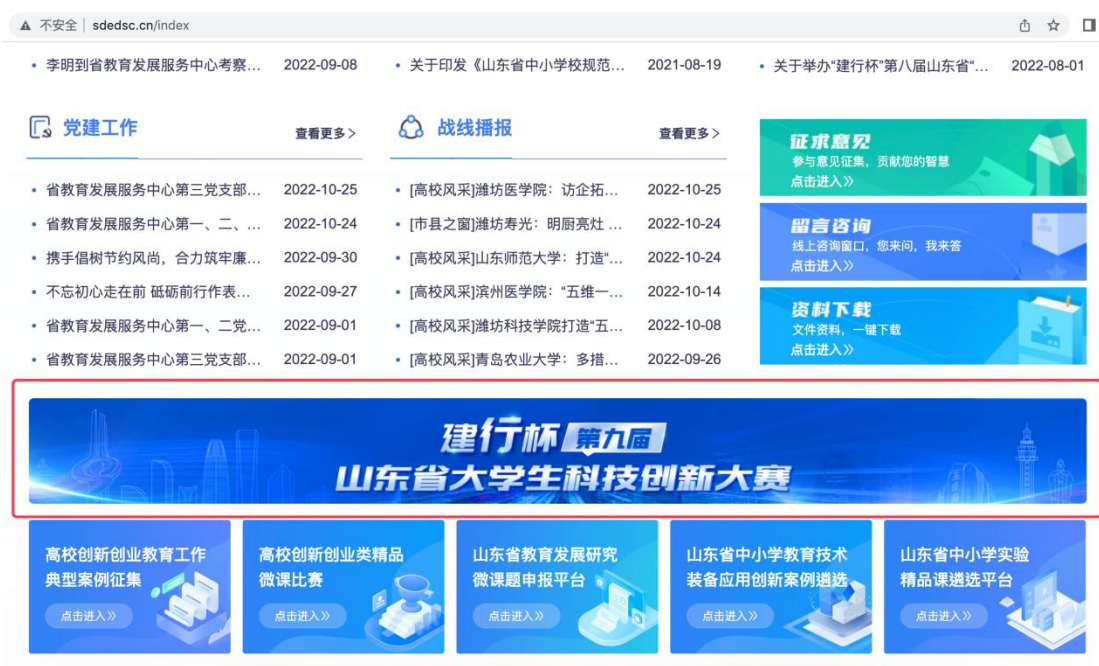 不安全 sdedsc.cn/index
李明到省教育发展服务中心考察... 2022-09-08
关于印发《山东省中小学校规范... 2021-08-19
关于举办“建行杯”第八届山东省“... 2022-08-01
党建工作 查看更多>
省教育发展服务中心第三党支部... 2022-10-25
省教育发展服务中心第一、二、... 2022-10-24
携手倡树节约风尚，合力筑牢廉... 2022-09-30
不忘初心走在前 砥砺前行作表... 2022-09-27
省教育发展服务中心第一、二党... 2022-09-01
省教育发展服务中心第三党支部... 2022-09-01
战线播报 查看更多>
[高校风采]潍坊医学院：访企拓... 2022-10-25
[市县之窗]潍坊寿光：明厨亮灶 ... 2022-10-24
[高校风采]山东师范大学：打造“... 2022-10-24
[高校风采]滨州医学院：“五维一... 2022-10-14
[高校风采]潍坊科技学院打造“五... 2022-10-08
[高校风采]青岛农业大学：多措... 2022-09-26
征求意见
参与意见征集，贡献您的智慧
点击进入》
留言咨询
线上咨询窗口，您来问，我来答
点击进入》
资料下载
文件资料，一键下载
点击进入》
建行杯 第九届
山东省大学生科技创新大赛
高校创新创业教育工作
典型案例征集
点击进入》
高校创新创业类精品
微课比赛
点击进入》
山东省教育发展研究
微课题申报平台
点击进入》
山东省中小学教育技术
装备应用创新案例遴选
点击进入》
山东省中小学实验
精品课遴选平台
点击进入》